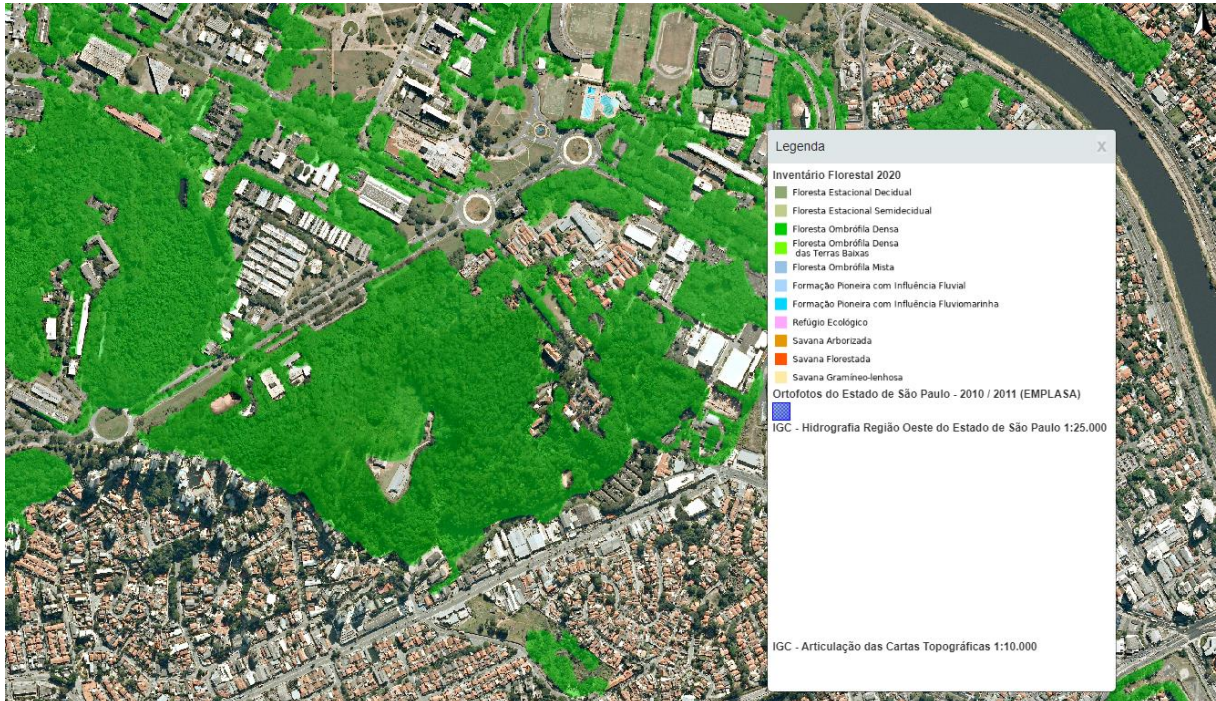 Legenda X
Inventário Florestal 2020
Floresta Estacional Decidual
Floresta Estacional Semidecidual
Floresta Ombrófila Densa
Floresta Ombrófila Densa
das Terras Baixas
Floresta Ombrófila Mista
Formação Pioneira com Influência Fluvial
Formação Pioneira com Influência Fluviomarinha
Refúgio Ecológico
Savana Arborizada
Savana Florestada
Savana Gramíneo-lenhosa
Ortofotos do Estado de São Paulo - 2010 / 2011 (EMPLASA)
IGC - Hidrografia Região Oeste do Estado de São Paulo 1:25.000
IGC - Articulação das Cartas Topográficas 1:10.000